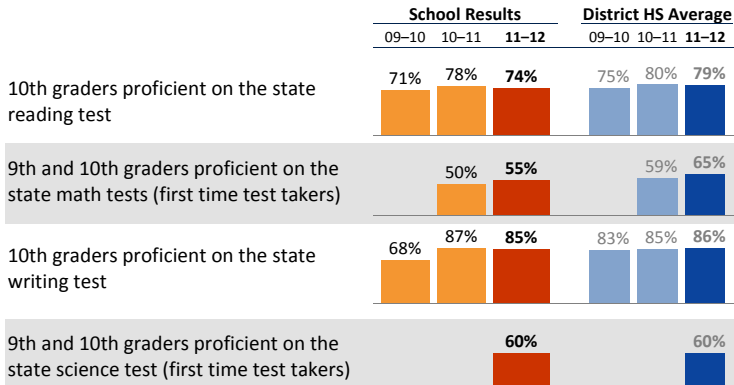 School Results District HS Average
09–10 10–11 11–12 09–10 10–11 11–12
10th graders proficient on the state
reading test
71% 78% 74% 75% 80% 79%
9th and 10th graders proficient on the
state math tests (first time test takers)
50% 55% 59% 65%
10th graders proficient on the state
writing test
68% 87% 85% 83% 85% 86%
9th and 10th graders proficient on the
state science test (first time test takers)
60% 60%